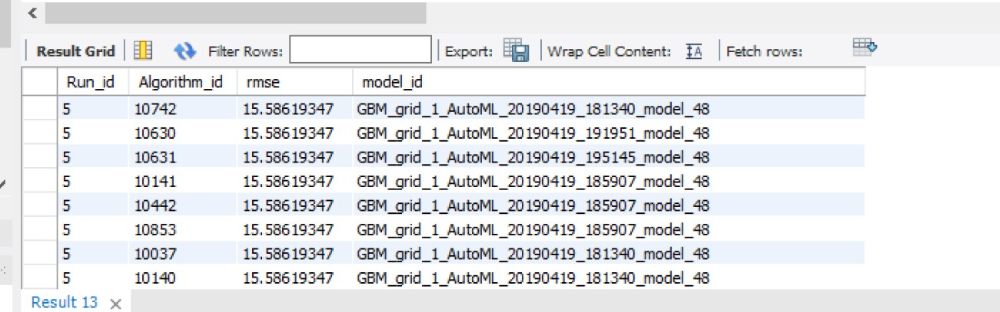 Result Grid Filter Rows: Export: Wrap Cell Content: Fetch rows:
Run_id Algorithm_id rmse model_id
5 10742 15.58619347 GBM_grid_1_AutoML_20190419_181340_model_48
5 10630 15.58619347 GBM_grid_1_AutoML_20190419_191951_model_48
5 10631 15.58619347 GBM_grid_1_AutoML_20190419_195145_model_48
5 10141 15.58619347 GBM_grid_1_AutoML_20190419_185907_model_48
5 10442 15.58619347 GBM_grid_1_AutoML_20190419_185907_model_48
5 10853 15.58619347 GBM_grid_1_AutoML_20190419_185907_model_48
5 10037 15.58619347 GBM_grid_1_AutoML_20190419_181340_model_48
5 10140 15.58619347 GBM_grid_1_AutoML_20190419_181340_model_48
Result 13